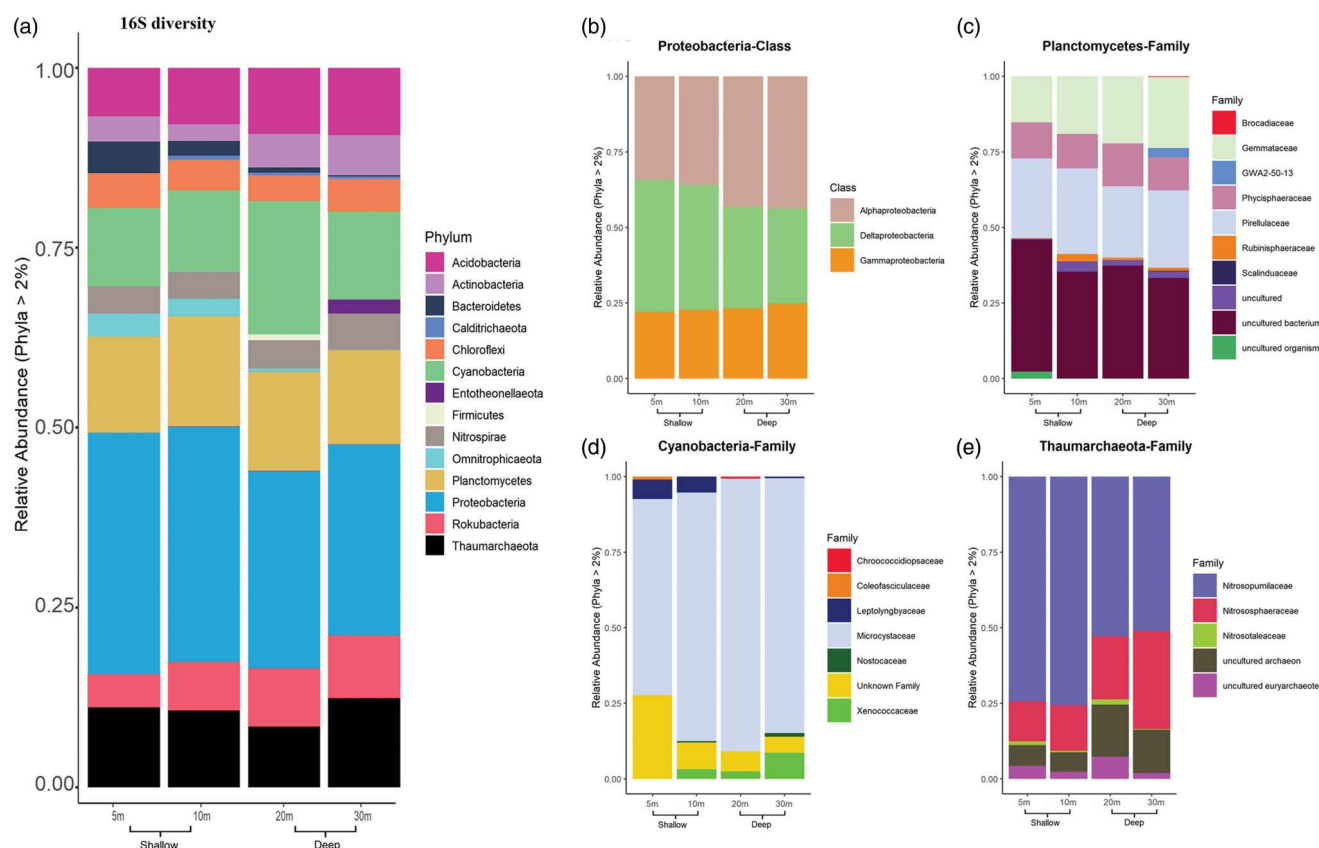 (a)
16S diversity
Relative Abundance (Phyla > 2%)
1.00
0.75
0.50
0.25
0.00
5m
10m
20m
30m
Shallow
Deep
Phylum
Acidobacteria
Actinobacteria
Bacteroidetes
Calditrichaeota
Chloroflexi
Cyanobacteria
Entotheonellaeota
Firmicutes
Nitrospirae
Omnitrophicaeota
Planctomycetes
Proteobacteria
Rokubacteria
Thaumarchaeota
(b)
Proteobacteria-Class
Relative Abundance (Phyla > 2%)
1.00
0.75
0.50
0.25
0.00
5m
10m
20m
30m
Shallow
Deep
Class
Alphaproteobacteria
Deltaproteobacteria
Gammaproteobacteria
(c)
Planctomycetes-Family
Relative Abundance (Phyla > 2%)
1.00
0.75
0.50
0.25
0.00
5m
10m
20m
30m
Shallow
Deep
Family
Brocadiaceae
Gemmataceae
GWA2-50-13
Phycisphaeraceae
Pirellulaceae
Rubinisphaeraceae
Scalinduaceae
uncultured
uncultured bacterium
uncultured organism
(d)
Cyanobacteria-Family
Relative Abundance (Phyla > 2%)
1.00
0.75
0.50
0.25
0.00
5m
10m
20m
30m
Shallow
Deep
Family
Chroococcidiopsaceae
Coleofasciculaceae
Leptolyngbyaceae
Microcystaceae
Nostocaceae
Unknown Family
Xenococcaceae
(e)
Thaumarchaeota-Family
Relative Abundance (Phyla > 2%)
1.00
0.75
0.50
0.25
0.00
5m
10m
20m
30m
Shallow
Deep
Family
Nitrosopumilaceae
Nitrososphaeraceae
Nitrosotaleaceae
uncultured archaeon
uncultured euryarchaeote